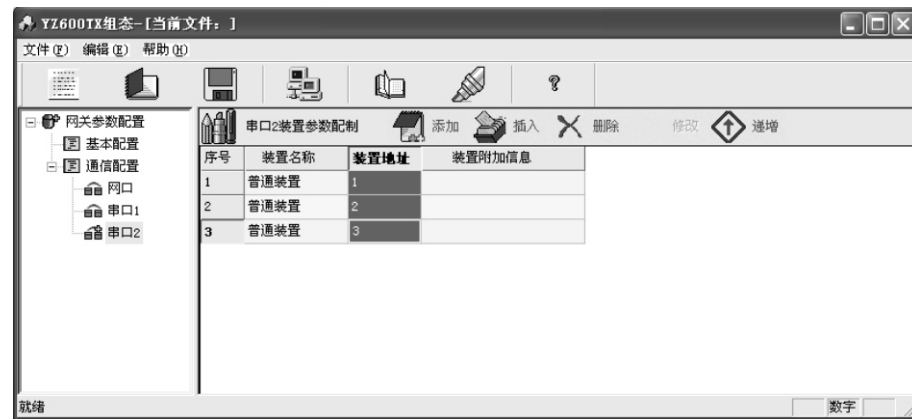 YZ600TX组态-[当前文件：]
文件(F) 编辑(E) 帮助(H)
?
网关参数配置
基本配置
通信配置
网口
串口1
串口2
串口2装置参数配制 添加 插入 删除 修改 递增
序号 装置名称 装置地址 装置附加信息
1 普通装置 1
2 普通装置 2
3 普通装置 3
就绪 数字